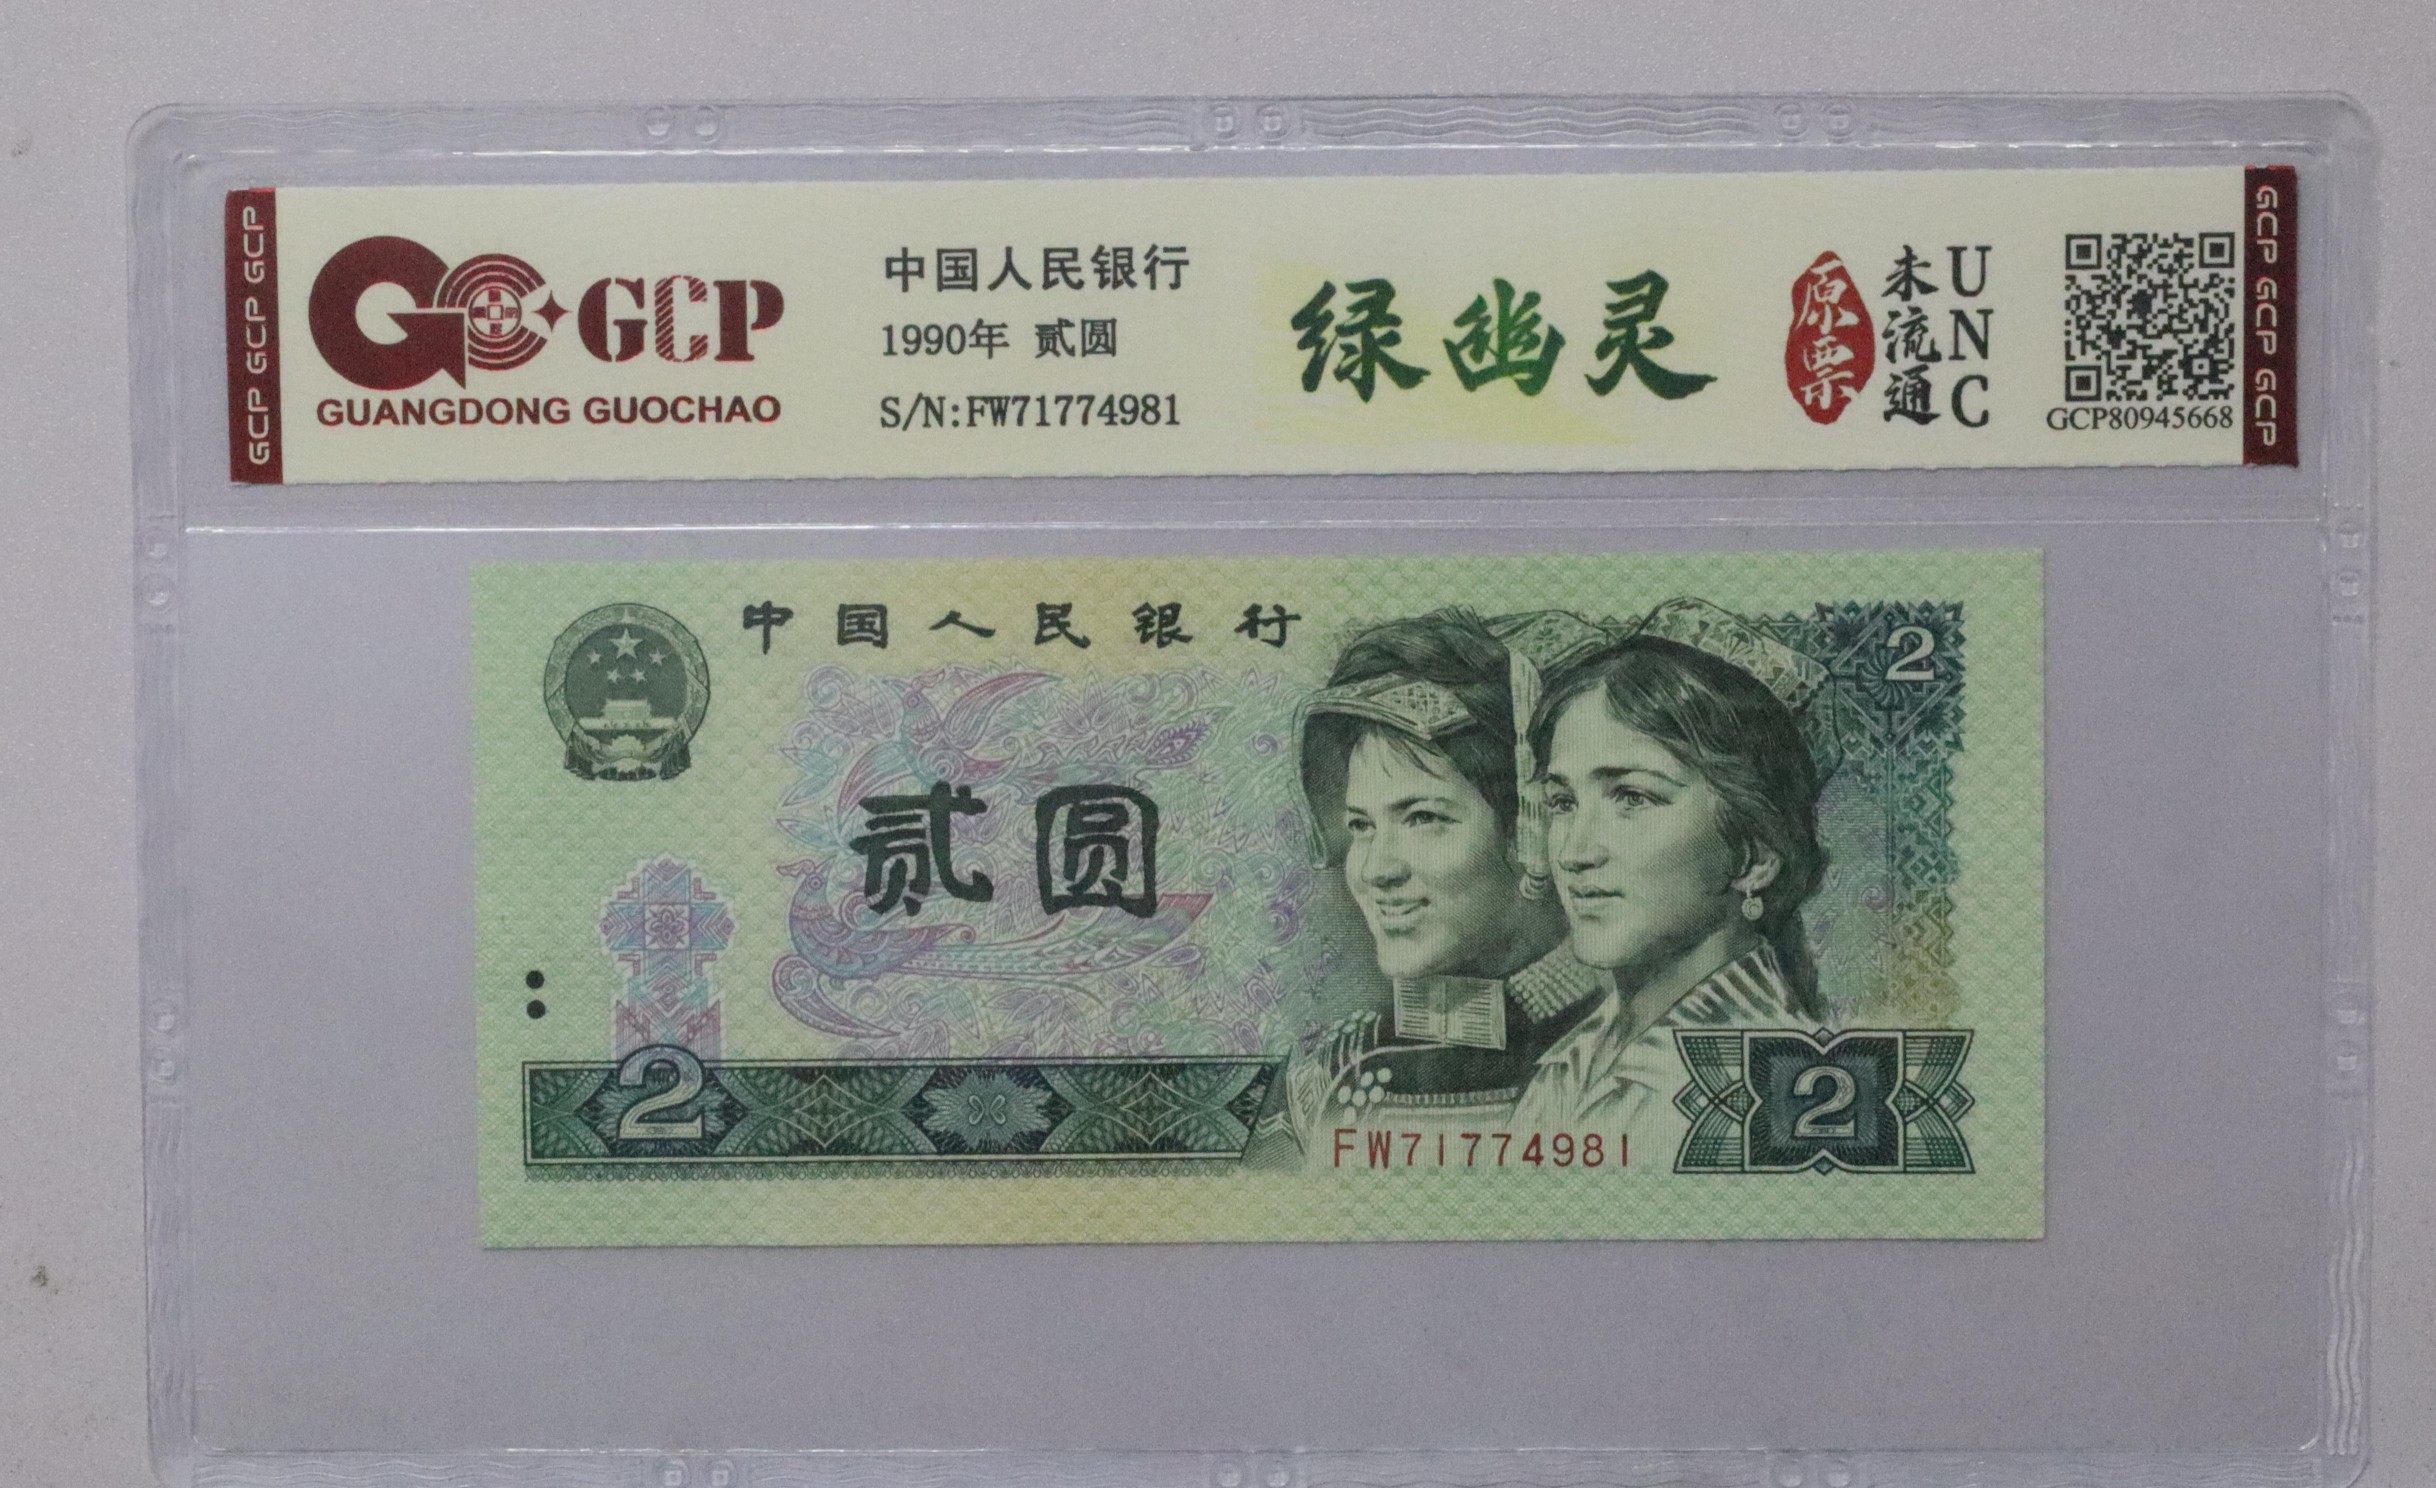 GCP GCP GCP
GCP
GUANGDONG GUOCHAO
中国人民银行
1990年 贰圆
S/N:FW71774981
绿幽灵
原票
未流通
UNC
GCP80945668
GCP GCP GCP
中国人民银行
2
贰圆
2
FW71774981
2